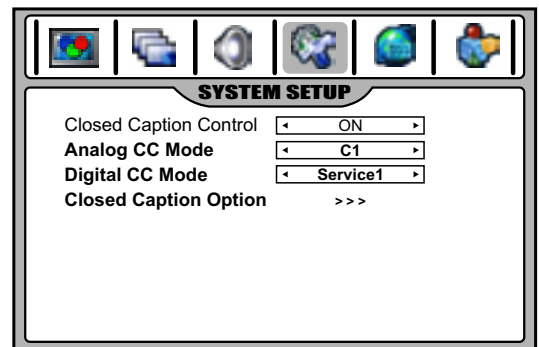 SYSTEM SETUP
Closed Caption Control ◂ ON ▸
Analog CC Mode ◂ C1 ▸
Digital CC Mode ◂ Service1 ▸
Closed Caption Option >>>